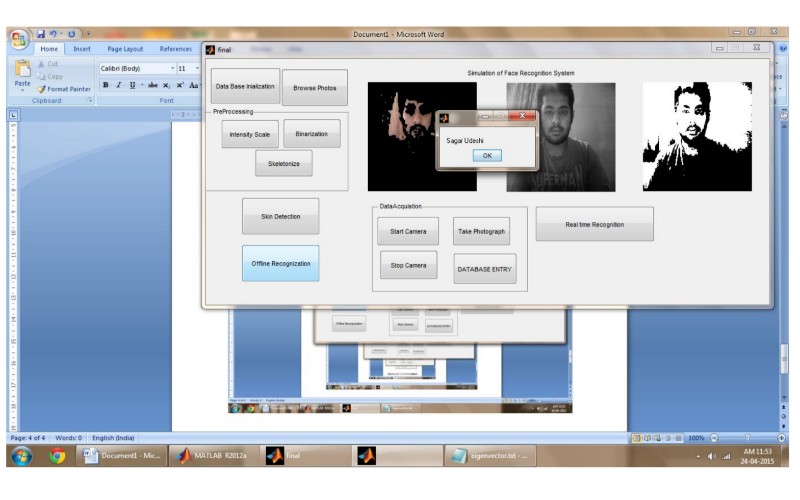 Document1 - Microsoft Word
Home Insert Page Layout References
Cut
Copy
Format Painter
Paste
Calibri (Body) 11
B I U abe X₂ X² Aa
Clipboard Font
final
Simulation of Face Recognition System
Data Base Inialization
Browse Photos
PreProcessing
Intensity Scale
Binarization
Skeletonize
Sagar Udeshi
OK
SUPERMAN
Skin Detection
Offline Recognization
DataAcquistion
Start Camera
Take Photograph
Stop Camera
DATABASE ENTRY
Real time Recognition
Page: 4 of 4 Words: 0 English (India)
100%
Document1 - Mic...
MATLAB R2012a
final
eigenvector.txt - ...
AM 11:53
24-04-2015